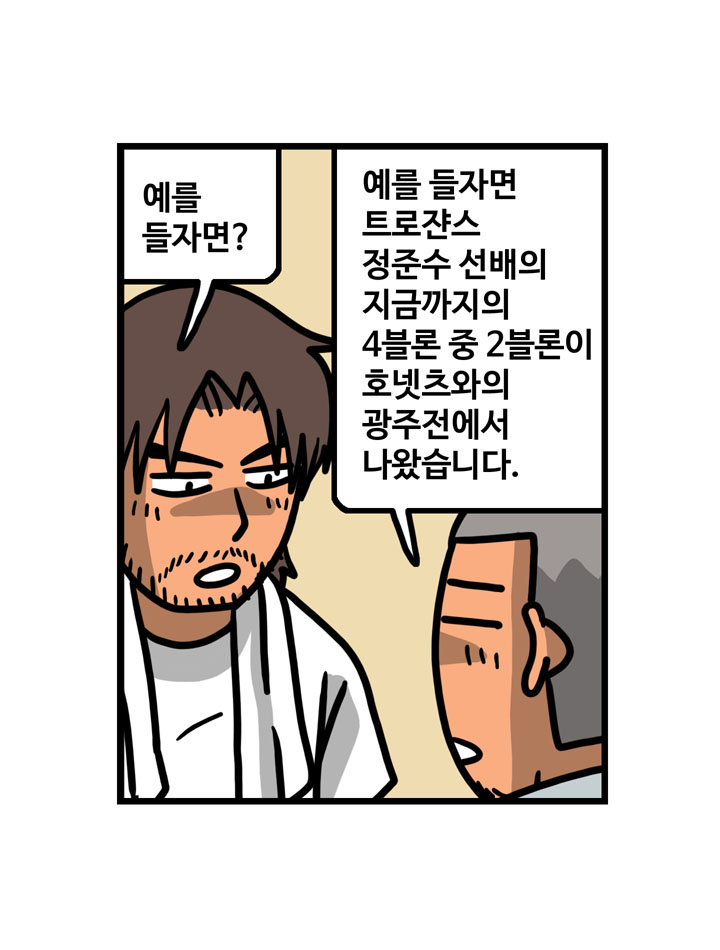 예를
들자면?
예를 들자면
트로쟌스
정준수 선배의
지금까지의
4블론 중 2블론이
호넷츠와의
광주전에서
나왔습니다.